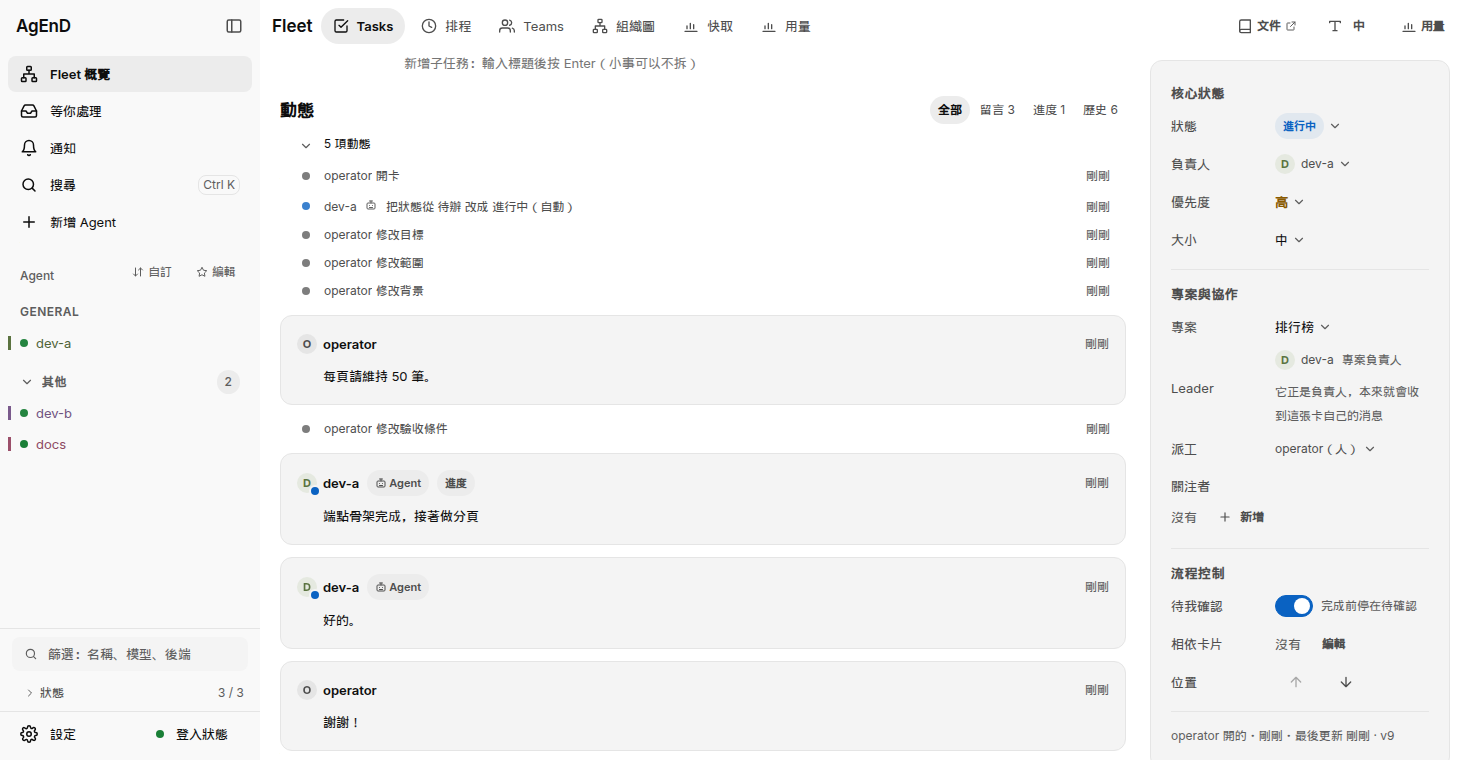 AgEnD
Fleet 概覽
等你處理
通知
搜尋 Ctrl K
新增 Agent
Agent 自訂 編輯
GENERAL
dev-a
其他 2
dev-b
docs
篩選：名稱、模型、後端
狀態 3 / 3
設定 登入狀態
Fleet Tasks 排程 Teams 組織圖 快取 用量
文件 中 用量
新增子任務：輸入標題後按 Enter（小事可以不拆）
動態 全部 留言 3 進度 1 歷史 6
5 項動態
operator 開卡 剛剛
dev-a 把狀態從 待辦 改成 進行中（自動） 剛剛
operator 修改目標 剛剛
operator 修改範圍 剛剛
operator 修改背景 剛剛
O operator 剛剛
每頁請維持 50 筆。
operator 修改驗收條件 剛剛
D dev-a Agent 進度 剛剛
端點骨架完成，接著做分頁
D dev-a Agent 剛剛
好的。
O operator 剛剛
謝謝！
核心狀態
狀態 進行中
負責人 D dev-a
優先度 高
大小 中
專案與協作
專案 排行榜
D dev-a 專案負責人
Leader
它正是負責人，本來就會收
到這張卡自己的消息
派工 operator（人）
關注者
沒有 新增
流程控制
待我確認 完成前停在待確認
相依卡片 沒有 編輯
位置
operator 開的・剛剛・最後更新 剛剛 · v9